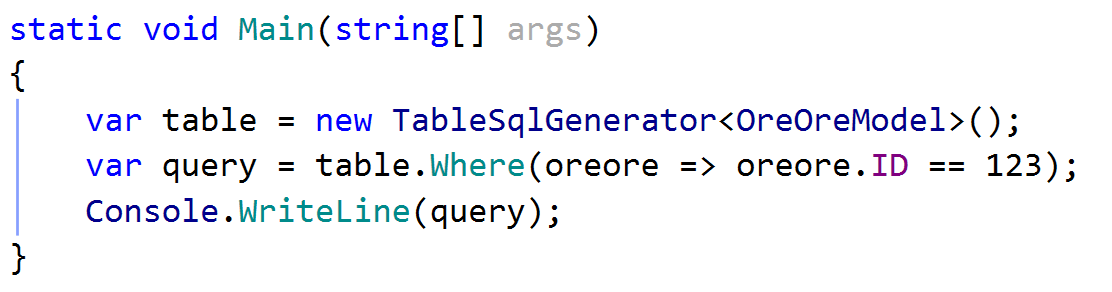 static void Main(string[] args)
{
    var table = new TableSqlGenerator<OreOreModel>();
    var query = table.Where(oreore => oreore.ID == 123);
    Console.WriteLine(query);
}